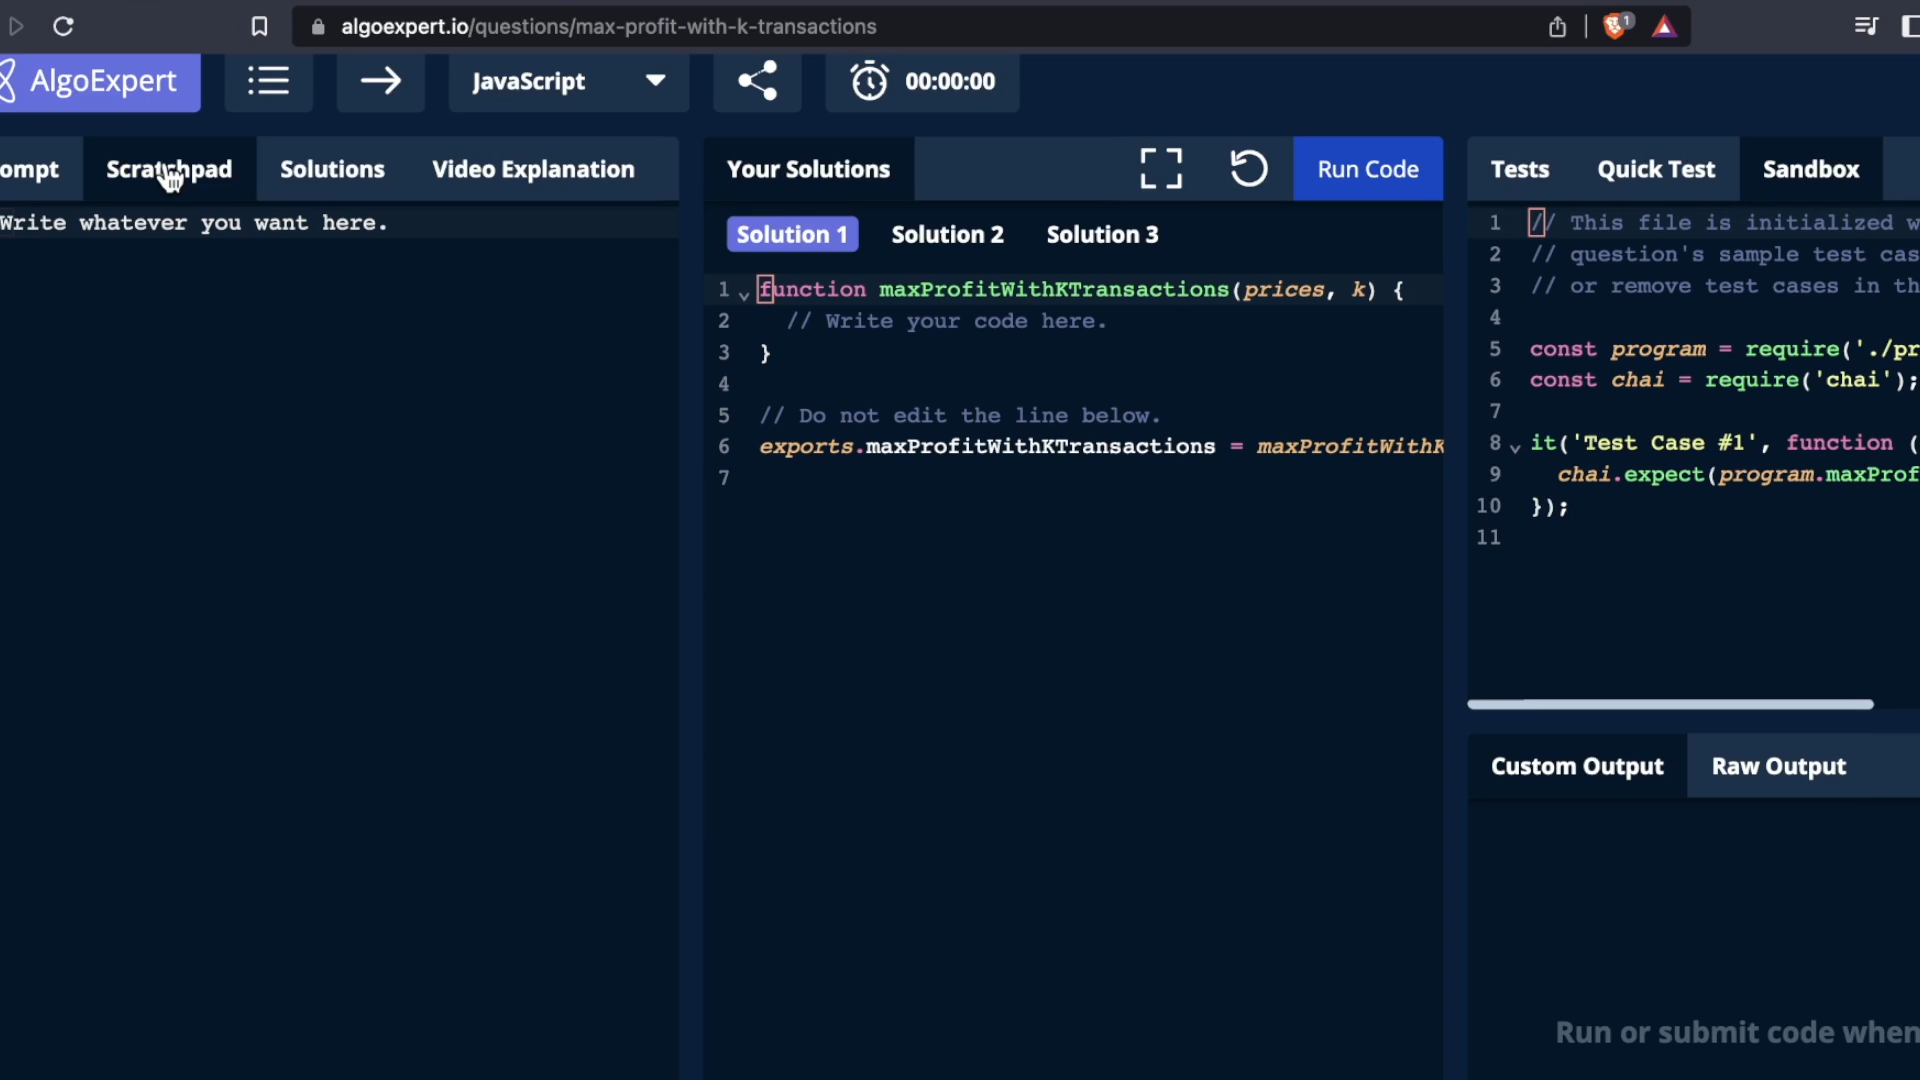 algoexpert.io/questions/max-profit-with-k-transactions
1
AlgoExpert
JavaScript
00:00:00
ompt
Scratchpad
Solutions
Video Explanation
Write whatever you want here.
Your Solutions
Run Code
Solution 1
Solution 2
Solution 3
1 function maxProfitWithKTransactions(prices, k) {
2 // Write your code here.
3 }
4
5 // Do not edit the line below.
6 exports.maxProfitWithKTransactions = maxProfitWithK
7
Tests
Quick Test
Sandbox
1 // This file is initialized w
2 // question's sample test cas
3 // or remove test cases in th
4
5 const program = require('./pr
6 const chai = require('chai');
7
8 it('Test Case #1', function (
9 chai.expect(program.maxProf
10 });
11
Custom Output
Raw Output
Run or submit code when